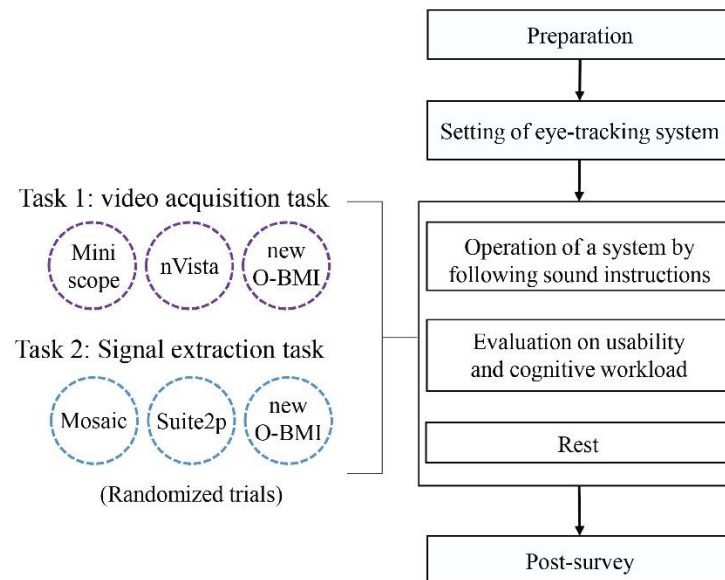 Preparation
Setting of eye-tracking system
Task 1: video acquisition task
Mini
scope
nVista
new
O-BMI
Task 2: Signal extraction task
Mosaic
Suite2p
new
O-BMI
(Randomized trials)
Operation of a system by
following sound instructions
Evaluation on usability
and cognitive workload
Rest
Post-survey